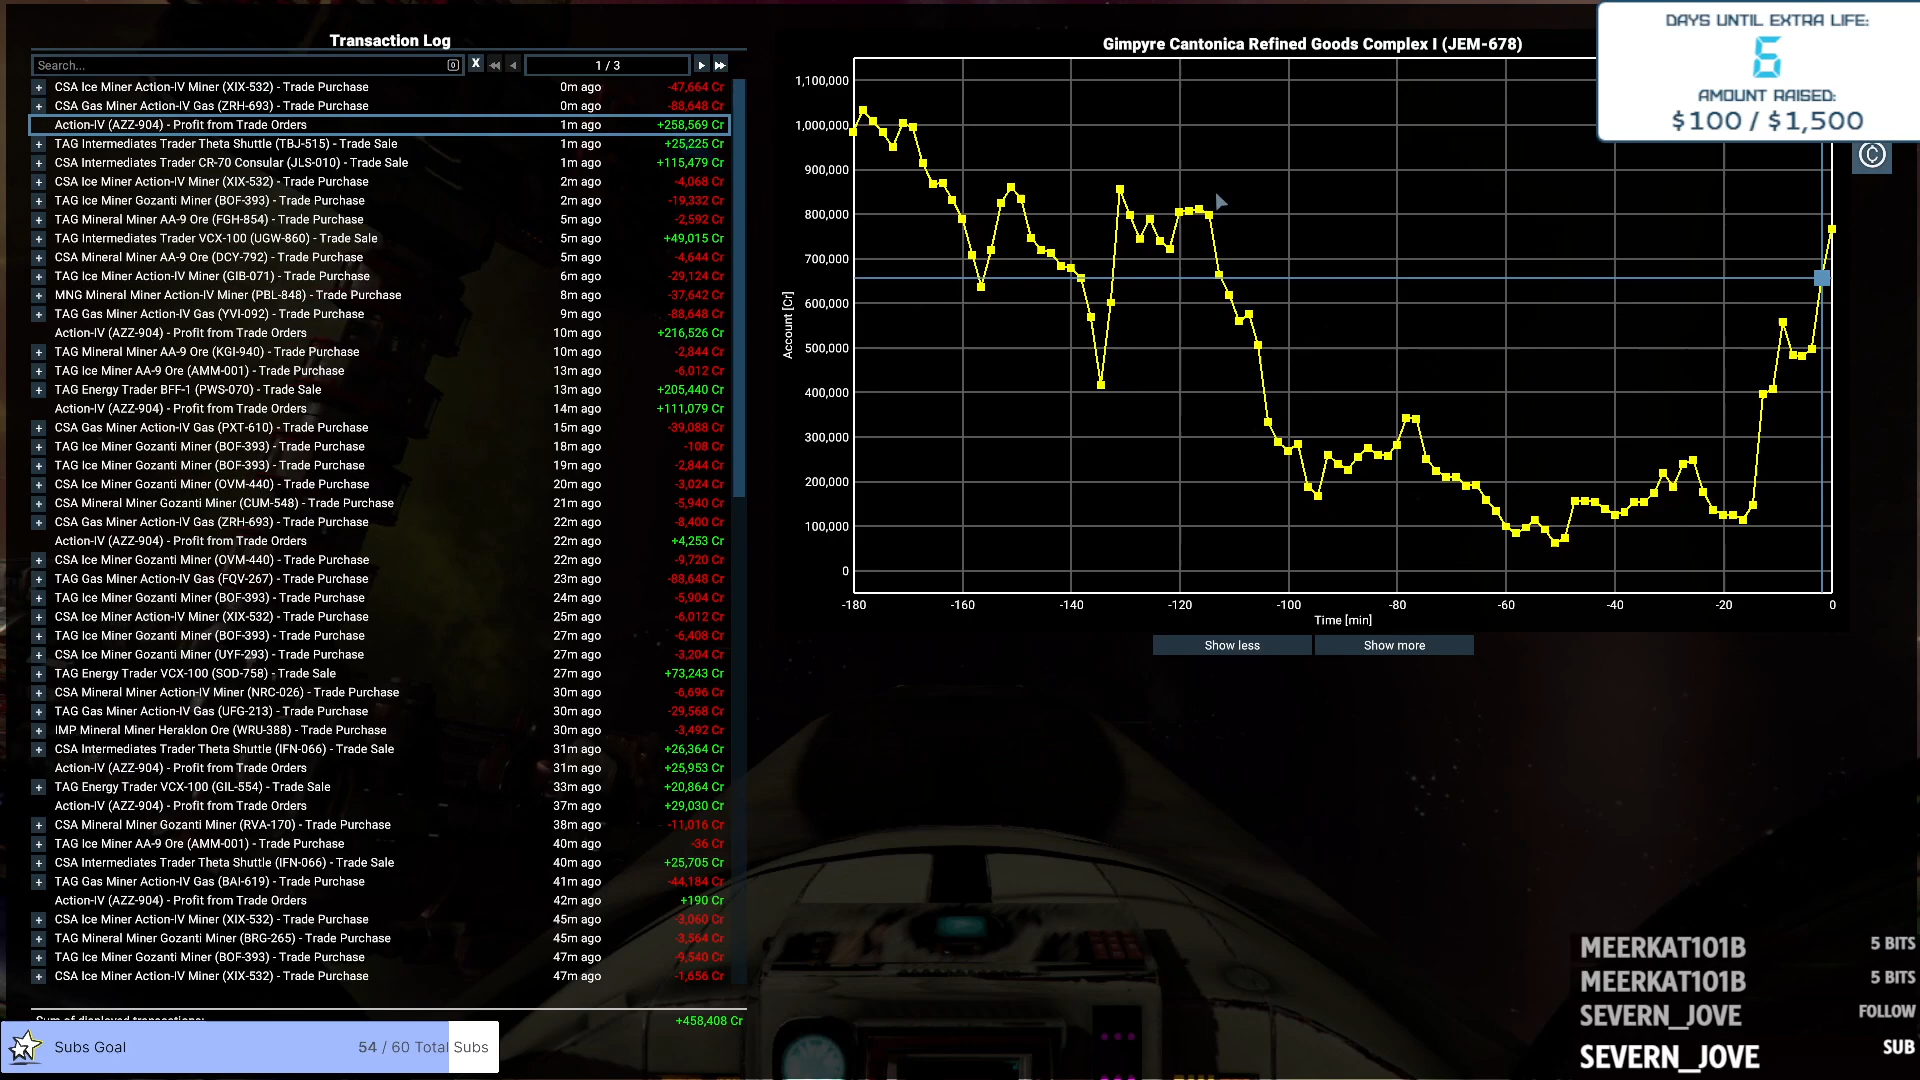 Transaction Log
Search...
0
X
1 / 3
+ CSA Ice Miner Action-IV Miner (XIX-532) - Trade Purchase 0m ago -47,664 Cr
+ CSA Gas Miner Action-IV Gas (ZRH-693) - Trade Purchase 0m ago -88,648 Cr
Action-IV (AZZ-904) - Profit from Trade Orders 1m ago +258,569 Cr
+ TAG Intermediates Trader Theta Shuttle (TBJ-515) - Trade Sale 1m ago +25,225 Cr
+ CSA Intermediates Trader CR-70 Consular (JLS-010) - Trade Sale 1m ago +115,479 Cr
+ CSA Ice Miner Action-IV Miner (XIX-532) - Trade Purchase 2m ago -4,068 Cr
+ TAG Ice Miner Gozanti Miner (BOF-393) - Trade Purchase 2m ago -19,332 Cr
+ TAG Mineral Miner AA-9 Ore (FGH-854) - Trade Purchase 5m ago -2,592 Cr
+ TAG Intermediates Trader VCX-100 (UGW-860) - Trade Sale 5m ago +49,015 Cr
+ CSA Mineral Miner AA-9 Ore (DCY-792) - Trade Purchase 5m ago -4,644 Cr
+ TAG Ice Miner Action-IV Miner (GIB-071) - Trade Purchase 6m ago -29,124 Cr
+ MNG Mineral Miner Action-IV Miner (PBL-848) - Trade Purchase 8m ago -37,642 Cr
+ TAG Gas Miner Action-IV Gas (YVI-092) - Trade Purchase 9m ago -88,648 Cr
Action-IV (AZZ-904) - Profit from Trade Orders 10m ago +216,526 Cr
+ TAG Mineral Miner AA-9 Ore (KGI-940) - Trade Purchase 10m ago -2,844 Cr
+ TAG Ice Miner AA-9 Ore (AMM-001) - Trade Purchase 13m ago -6,012 Cr
+ TAG Energy Trader BFF-1 (PWS-070) - Trade Sale 13m ago +205,440 Cr
Action-IV (AZZ-904) - Profit from Trade Orders 14m ago +111,079 Cr
+ CSA Gas Miner Action-IV Gas (PXT-610) - Trade Purchase 15m ago -39,088 Cr
+ TAG Ice Miner Gozanti Miner (BOF-393) - Trade Purchase 18m ago -108 Cr
+ TAG Ice Miner Gozanti Miner (BOF-393) - Trade Purchase 19m ago -2,844 Cr
+ CSA Ice Miner Gozanti Miner (OVM-440) - Trade Purchase 20m ago -3,024 Cr
+ CSA Mineral Miner Gozanti Miner (CUM-548) - Trade Purchase 21m ago -5,940 Cr
+ CSA Gas Miner Action-IV Gas (ZRH-693) - Trade Purchase 22m ago -8,400 Cr
Action-IV (AZZ-904) - Profit from Trade Orders 22m ago +4,253 Cr
+ CSA Ice Miner Gozanti Miner (OVM-440) - Trade Purchase 22m ago -9,720 Cr
+ TAG Gas Miner Action-IV Gas (FQV-267) - Trade Purchase 23m ago -88,648 Cr
+ TAG Ice Miner Gozanti Miner (BOF-393) - Trade Purchase 24m ago -5,904 Cr
+ CSA Ice Miner Action-IV Miner (XIX-532) - Trade Purchase 25m ago -6,012 Cr
+ TAG Ice Miner Gozanti Miner (BOF-393) - Trade Purchase 27m ago -6,408 Cr
+ CSA Ice Miner Gozanti Miner (UYF-293) - Trade Purchase 27m ago -3,204 Cr
+ TAG Energy Trader VCX-100 (SOD-758) - Trade Sale 27m ago +73,243 Cr
+ CSA Mineral Miner Action-IV Miner (NRC-026) - Trade Purchase 30m ago -6,696 Cr
+ TAG Gas Miner Action-IV Gas (UFG-213) - Trade Purchase 30m ago -29,568 Cr
+ IMP Mineral Miner Heraklon Ore (WRU-388) - Trade Purchase 30m ago -3,492 Cr
+ CSA Intermediates Trader Theta Shuttle (IFN-066) - Trade Sale 31m ago +26,364 Cr
Action-IV (AZZ-904) - Profit from Trade Orders 31m ago +25,953 Cr
+ TAG Energy Trader VCX-100 (GIL-554) - Trade Sale 33m ago +20,864 Cr
Action-IV (AZZ-904) - Profit from Trade Orders 37m ago +29,030 Cr
+ CSA Mineral Miner Gozanti Miner (RVA-170) - Trade Purchase 38m ago -11,016 Cr
+ TAG Ice Miner AA-9 Ore (AMM-001) - Trade Purchase 40m ago -36 Cr
+ CSA Intermediates Trader Theta Shuttle (IFN-066) - Trade Sale 40m ago +25,705 Cr
+ TAG Gas Miner Action-IV Gas (BAI-619) - Trade Purchase 41m ago -44,184 Cr
Action-IV (AZZ-904) - Profit from Trade Orders 42m ago +190 Cr
+ CSA Ice Miner Action-IV Miner (XIX-532) - Trade Purchase 45m ago -3,060 Cr
+ TAG Mineral Miner Gozanti Miner (BRG-265) - Trade Purchase 45m ago -3,564 Cr
+ TAG Ice Miner Gozanti Miner (BOF-393) - Trade Purchase 47m ago -9,540 Cr
+ CSA Ice Miner Action-IV Miner (XIX-532) - Trade Purchase 47m ago -1,656 Cr
Sum of displayed transactions: +458,408 Cr
Subs Goal 54 / 60 Total Subs
Gimpyre Cantonica Refined Goods Complex I (JEM-678)
1,100,000
1,000,000
900,000
800,000
700,000
600,000
500,000
400,000
300,000
200,000
100,000
0
Account [Cr]
-180 -160 -140 -120 -100 -80 -60 -40 -20 0
Time [min]
Show less
Show more
DAYS UNTIL EXTRA LIFE:
6
AMOUNT RAISED:
$100 / $1,500
MEERKAT101B 5 BITS
MEERKAT101B 5 BITS
SEVERN_JOVE FOLLOW
SEVERN_JOVE SUB